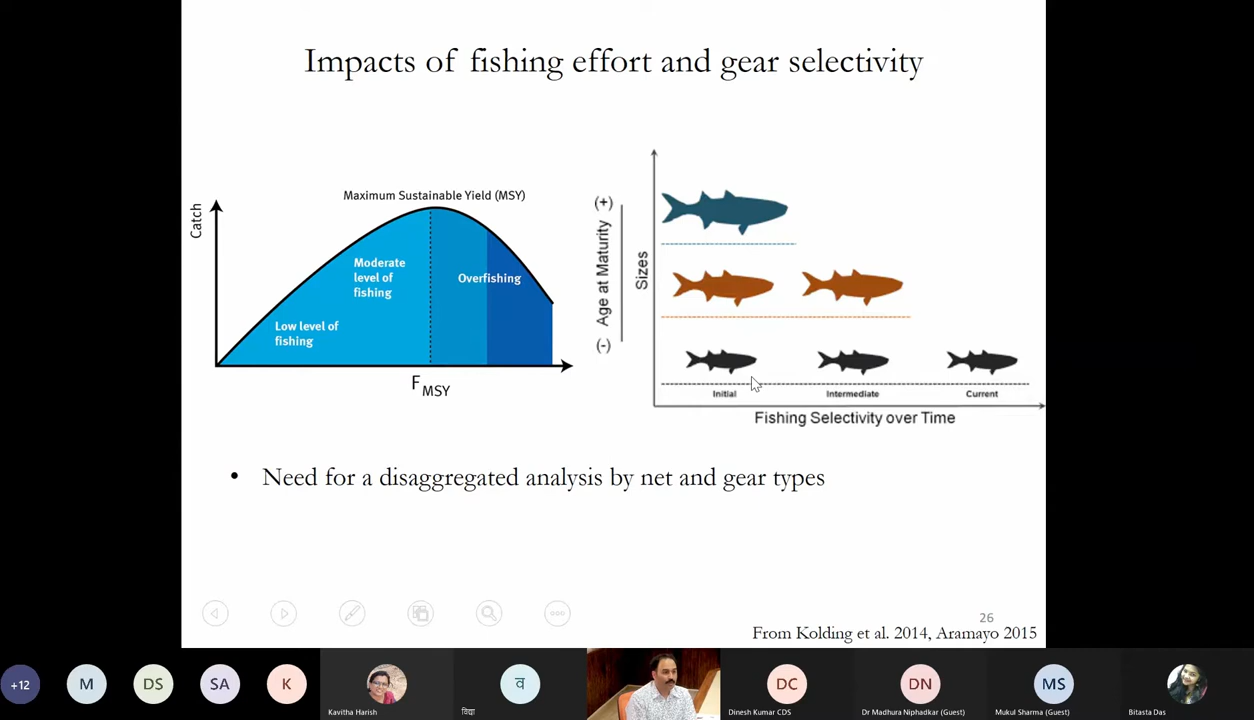 Impacts of fishing effort and gear selectivity
Maximum Sustainable Yield (MSY)
Catch
Moderate
level of
fishing
Overfishing
Low level of
fishing
F MSY
(+)
Age at Maturity
(-)
Sizes
Initial
Intermediate
Current
Fishing Selectivity over Time
• Need for a disaggregated analysis by net and gear types
26
From Kolding et al. 2014, Aramayo 2015
+12
M
DS
SA
K
Kavitha Harish
व
विद्या
DC
Dinesh Kumar CDS
DN
Dr Madhura Niphadkar (Guest)
MS
Mukul Sharma (Guest)
Bitasta Das